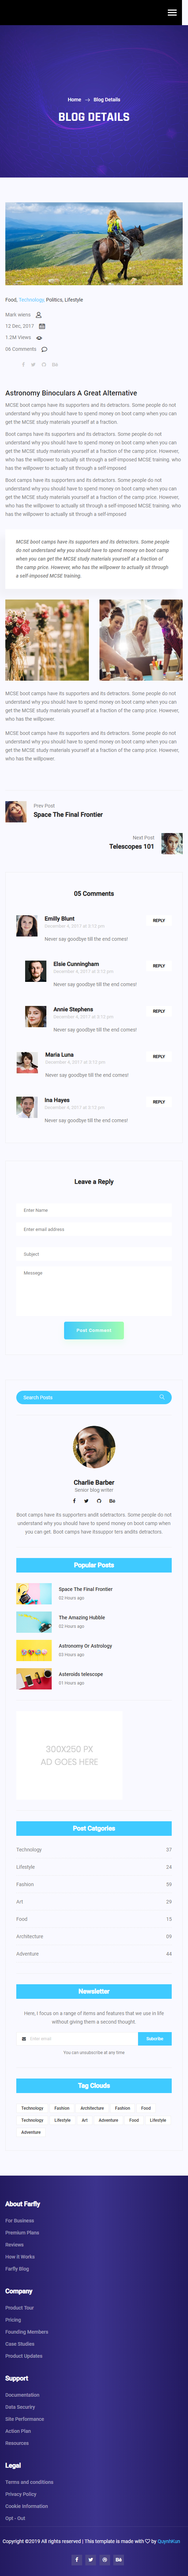 Home → Blog Details
BLOG DETAILS
Food, Technology, Politics, Lifestyle
Mark wiens
12 Dec, 2017
1.2M Views
06 Comments
Astronomy Binoculars A Great Alternative
MCSE boot camps have its supporters and its detractors. Some people do not
understand why you should have to spend money on boot camp when you can
get the MCSE study materials yourself at a fraction.
Boot camps have its supporters and its detractors. Some people do not
understand why you should have to spend money on boot camp when you can
get the MCSE study materials yourself at a fraction of the camp price. However,
who has the willpower to actually sit through a self-imposed MCSE training. who
has the willpower to actually sit through a self-imposed
Boot camps have its supporters and its detractors. Some people do not
understand why you should have to spend money on boot camp when you can
get the MCSE study materials yourself at a fraction of the camp price. However,
who has the willpower to actually sit through a self-imposed MCSE training. who
has the willpower to actually sit through a self-imposed
MCSE boot camps have its supporters and its detractors. Some people
do not understand why you should have to spend money on boot camp
when you can get the MCSE study materials yourself at a fraction of
the camp price. However, who has the willpower to actually sit through
a self-imposed MCSE training.
MCSE boot camps have its supporters and its detractors. Some people do not
understand why you should have to spend money on boot camp when you can
get the MCSE study materials yourself at a fraction of the camp price. However,
who has the willpower.
MCSE boot camps have its supporters and its detractors. Some people do not
understand why you should have to spend money on boot camp when you can
get the MCSE study materials yourself at a fraction of the camp price. However,
who has the willpower.
Prev Post
Space The Final Frontier
Next Post
Telescopes 101
05 Comments
Emilly Blunt
REPLY
December 4, 2017 at 3:12 pm
Never say goodbye till the end comes!
Elsie Cunningham
REPLY
December 4, 2017 at 3:12 pm
Never say goodbye till the end comes!
Annie Stephens
REPLY
December 4, 2017 at 3:12 pm
Never say goodbye till the end comes!
Maria Luna
REPLY
December 4, 2017 at 3:12 pm
Never say goodbye till the end comes!
Ina Hayes
REPLY
December 4, 2017 at 3:12 pm
Never say goodbye till the end comes!
Leave a Reply
Enter Name
Enter email address
Subject
Messege
Post Comment
Search Posts
Charlie Barber
Senior blog writer
Boot camps have its supporters andit sdetractors. Some people do not
understand why you should have to spend money on boot camp when
you can get. Boot camps have itssuppor ters andits detractors.
Popular Posts
Space The Final Frontier
02 Hours ago
The Amazing Hubble
02 Hours ago
Astronomy Or Astrology
03 Hours ago
Asteroids telescope
01 Hours ago
300X250 PX
AD GOES HERE
Post Catgories
Technology 37
Lifestyle 24
Fashion 59
Art 29
Food 15
Architecture 09
Adventure 44
Newsletter
Here, I focus on a range of items and features that we use in life
without giving them a second thought.
Enter email
Subcribe
You can unsubscribe at any time
Tag Clouds
Technology Fashion Architecture Fashion Food
Technology Lifestyle Art Adventure Food Lifestyle
Adventure
About Farfly
For Business
Premium Plans
Reviews
How It Works
Farfly Blog
Company
Product Tour
Pricing
Founding Members
Case Studies
Product Updates
Support
Documentation
Data Security
Site Performance
Action Plan
Resources
Legal
Terms and conditions
Privacy Policy
Cookie information
Opt - Out